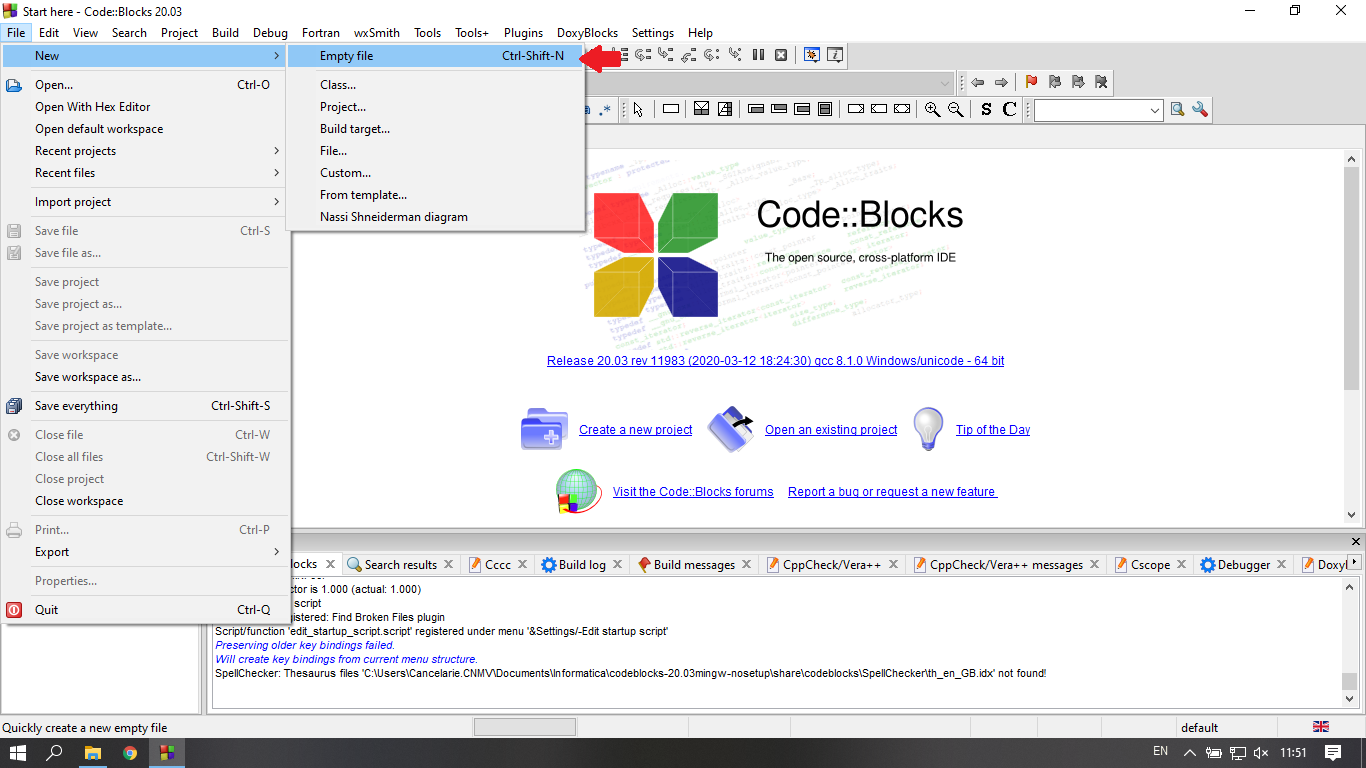 Start here - Code::Blocks 20.03
File Edit View Search Project Build Debug Fortran wxSmith Tools Tools+ Plugins DoxyBlocks Settings Help
New
Open... Ctrl-O
Open With Hex Editor
Open default workspace
Recent projects
Recent files
Import project
Save file Ctrl-S
Save file as...
Save project
Save project as...
Save project as template...
Save workspace
Save workspace as...
Save everything Ctrl-Shift-S
Close file Ctrl-W
Close all files Ctrl-Shift-W
Close project
Close workspace
Print... Ctrl-P
Export
Properties...
Quit Ctrl-Q
Empty file Ctrl-Shift-N
Class...
Project...
Build target...
File...
Custom...
From template...
Nassi Shneiderman diagram
.*
S C
Code::Blocks
The open source, cross-platform IDE
Release 20.03 rev 11983 (2020-03-12 18:24:30) gcc 8.1.0 Windows/unicode - 64 bit
Create a new project Open an existing project Tip of the Day
Visit the Code::Blocks forums Report a bug or request a new feature
locks Search results Cccc Build log Build messages CppCheck/Vera++ CppCheck/Vera++ messages Cscope Debugger Doxyl
ctor is 1.000 (actual: 1.000)
script
gistered: Find Broken Files plugin
Script/function 'edit_startup_script.script' registered under menu '&Settings/-Edit startup script'
Preserving older key bindings failed.
Will create key bindings from current menu structure.
SpellChecker: Thesaurus files 'C:\Users\Cancelarie.CNMV\Documents\Informatica\codeblocks-20.03mingw-nosetup\share\codeblocks\SpellChecker\th_en_GB.idx' not found!
Quickly create a new empty file default
EN 11:51